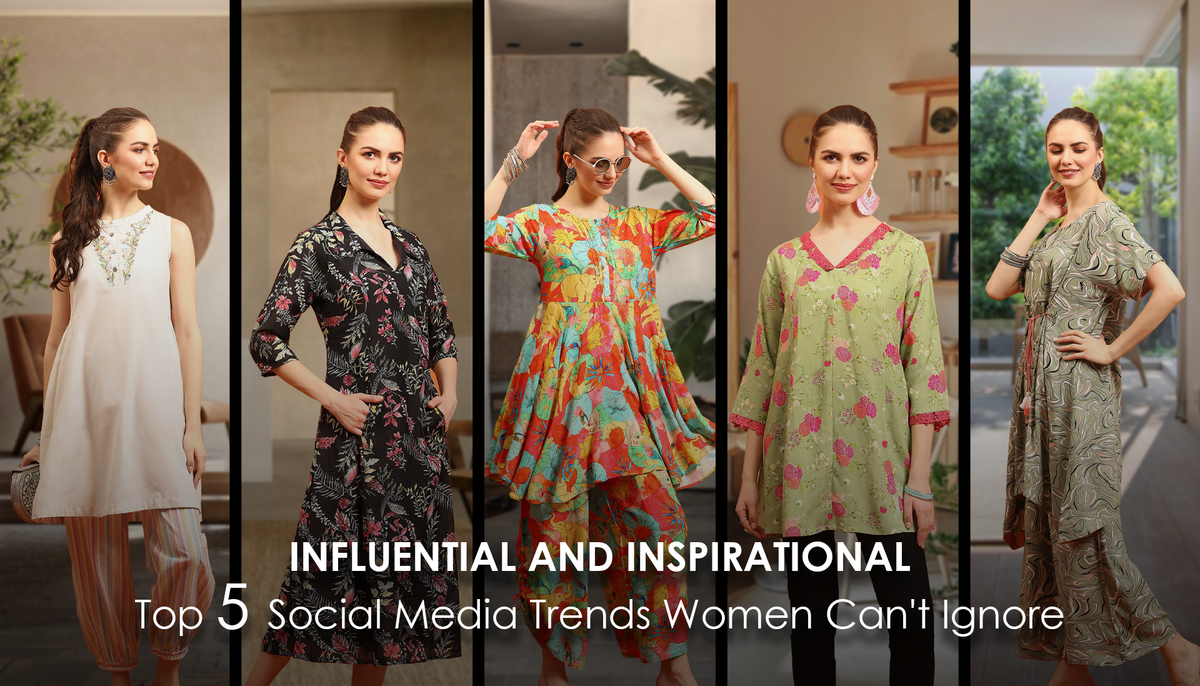 INFLUENTIAL AND INSPIRATIONAL
Top 5 Social Media Trends Women Can't Ignore